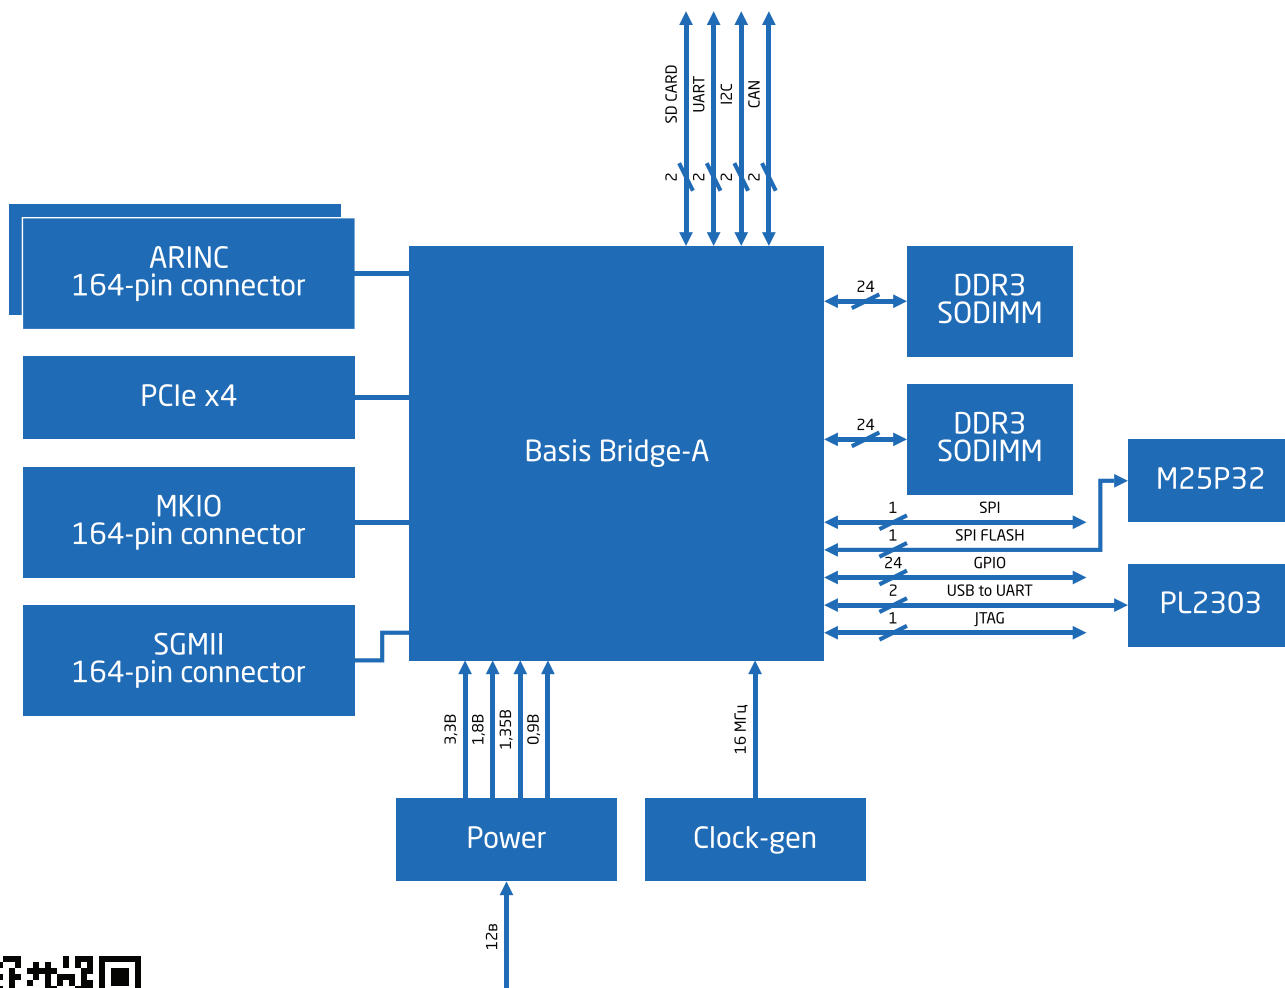 SD CARD
UART
I2C
CAN
2
2
2
2
ARINC
164-pin connector
PCIe x4
MKIO
164-pin connector
SGMII
164-pin connector
Basis Bridge-A
24
DDR3
SODIMM
24
DDR3
SODIMM
1 SPI
1 SPI FLASH
24 GPIO
2 USB to UART
1 JTAG
M25P32
PL2303
3,3В
1,8В
1,35В
0,9В
16 МГц
Power
Clock-gen
12в